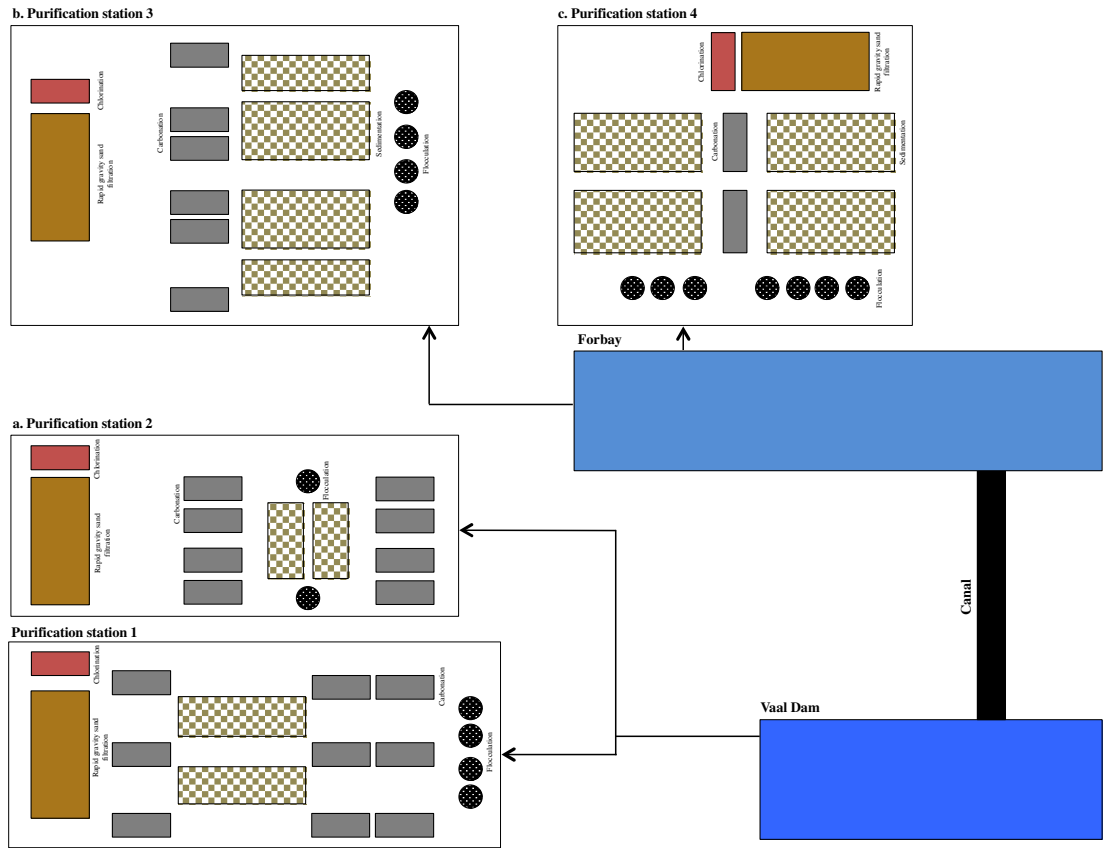 b. Purification station 3
Chlorination
Rapid gravity sand
filtration
Carbonation
Sedimentation
Flocculation
c. Purification station 4
Chlorination
Rapid gravity sand
filtration
Carbonation
Sedimentation
Flocculation
Forbay
a. Purification station 2
Chlorination
Rapid gravity sand
filtration
Carbonation
Flocculation
Canal
Purification station 1
Chlorination
Rapid gravity sand
filtration
Carbonation
Flocculation
Vaal Dam